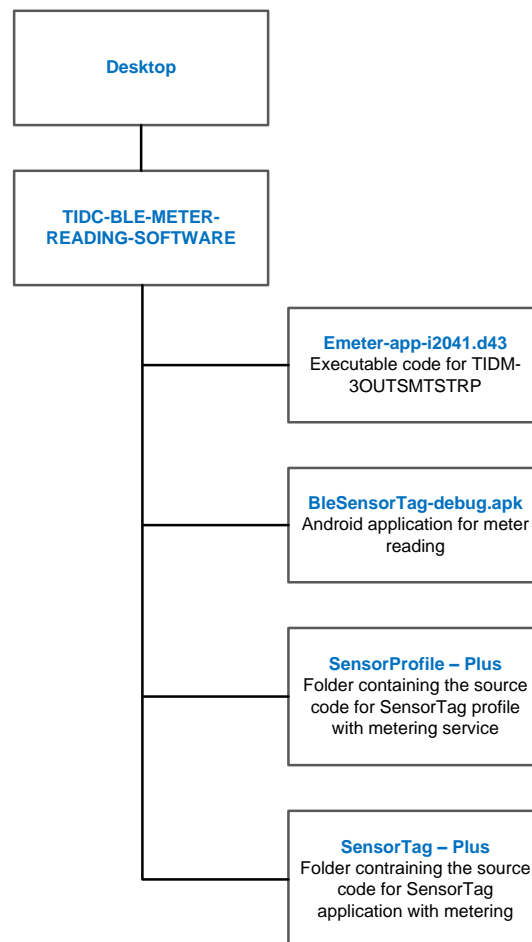 Desktop
TIDC-BLE-METER-
READING-SOFTWARE
Emeter-app-i2041.d43
Executable code for TIDM-
3OUTSMTSTRP
BleSensorTag-debug.apk
Android application for meter
reading
SensorProfile – Plus
Folder containing the source
code for SensorTag profile
with metering service
SensorTag – Plus
Folder contraining the source
code for SensorTag
application with metering